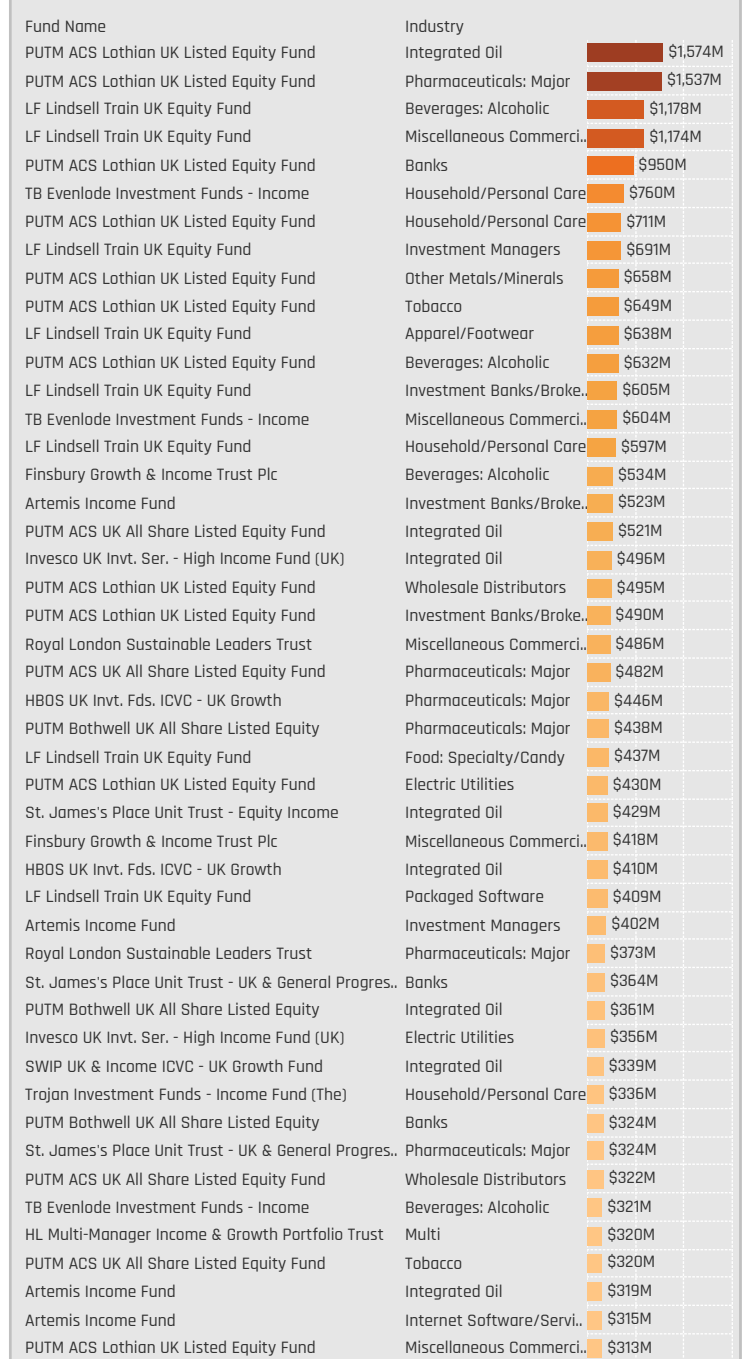 Fund Name Industry
PUTM ACS Lothian UK Listed Equity Fund Integrated Oil $1,574M
PUTM ACS Lothian UK Listed Equity Fund Pharmaceuticals: Major $1,537M
LF Lindsell Train UK Equity Fund Beverages: Alcoholic $1,178M
LF Lindsell Train UK Equity Fund Miscellaneous Commerci.. $1,174M
PUTM ACS Lothian UK Listed Equity Fund Banks $950M
TB Evenlode Investment Funds - Income Household/Personal Care $760M
PUTM ACS Lothian UK Listed Equity Fund Household/Personal Care $711M
LF Lindsell Train UK Equity Fund Investment Managers $691M
PUTM ACS Lothian UK Listed Equity Fund Other Metals/Minerals $658M
PUTM ACS Lothian UK Listed Equity Fund Tobacco $649M
LF Lindsell Train UK Equity Fund Apparel/Footwear $638M
PUTM ACS Lothian UK Listed Equity Fund Beverages: Alcoholic $632M
LF Lindsell Train UK Equity Fund Investment Banks/Broke.. $605M
TB Evenlode Investment Funds - Income Miscellaneous Commerci.. $604M
LF Lindsell Train UK Equity Fund Household/Personal Care $597M
Finsbury Growth & Income Trust Plc Beverages: Alcoholic $534M
Artemis Income Fund Investment Banks/Broke.. $523M
PUTM ACS UK All Share Listed Equity Fund Integrated Oil $521M
Invesco UK Invt. Ser. - High Income Fund (UK) Integrated Oil $496M
PUTM ACS Lothian UK Listed Equity Fund Wholesale Distributors $495M
PUTM ACS Lothian UK Listed Equity Fund Investment Banks/Broke.. $490M
Royal London Sustainable Leaders Trust Miscellaneous Commerci.. $486M
PUTM ACS UK All Share Listed Equity Fund Pharmaceuticals: Major $482M
HBOS UK Invt. Fds. ICVC - UK Growth Pharmaceuticals: Major $446M
PUTM Bothwell UK All Share Listed Equity Pharmaceuticals: Major $438M
LF Lindsell Train UK Equity Fund Food: Specialty/Candy $437M
PUTM ACS Lothian UK Listed Equity Fund Electric Utilities $430M
St. James's Place Unit Trust - Equity Income Integrated Oil $429M
Finsbury Growth & Income Trust Plc Miscellaneous Commerci.. $418M
HBOS UK Invt. Fds. ICVC - UK Growth Integrated Oil $410M
LF Lindsell Train UK Equity Fund Packaged Software $409M
Artemis Income Fund Investment Managers $402M
Royal London Sustainable Leaders Trust Pharmaceuticals: Major $373M
St. James's Place Unit Trust - UK & General Progres.. Banks $364M
PUTM Bothwell UK All Share Listed Equity Integrated Oil $361M
Invesco UK Invt. Ser. - High Income Fund (UK) Electric Utilities $356M
SWIP UK & Income ICVC - UK Growth Fund Integrated Oil $339M
Trojan Investment Funds - Income Fund (The) Household/Personal Care $336M
PUTM Bothwell UK All Share Listed Equity Banks $324M
St. James's Place Unit Trust - UK & General Progres.. Pharmaceuticals: Major $324M
PUTM ACS UK All Share Listed Equity Fund Wholesale Distributors $322M
TB Evenlode Investment Funds - Income Beverages: Alcoholic $321M
HL Multi-Manager Income & Growth Portfolio Trust Multi $320M
PUTM ACS UK All Share Listed Equity Fund Tobacco $320M
Artemis Income Fund Integrated Oil $319M
Artemis Income Fund Internet Software/Servi.. $315M
PUTM ACS Lothian UK Listed Equity Fund Miscellaneous Commerci.. $313M